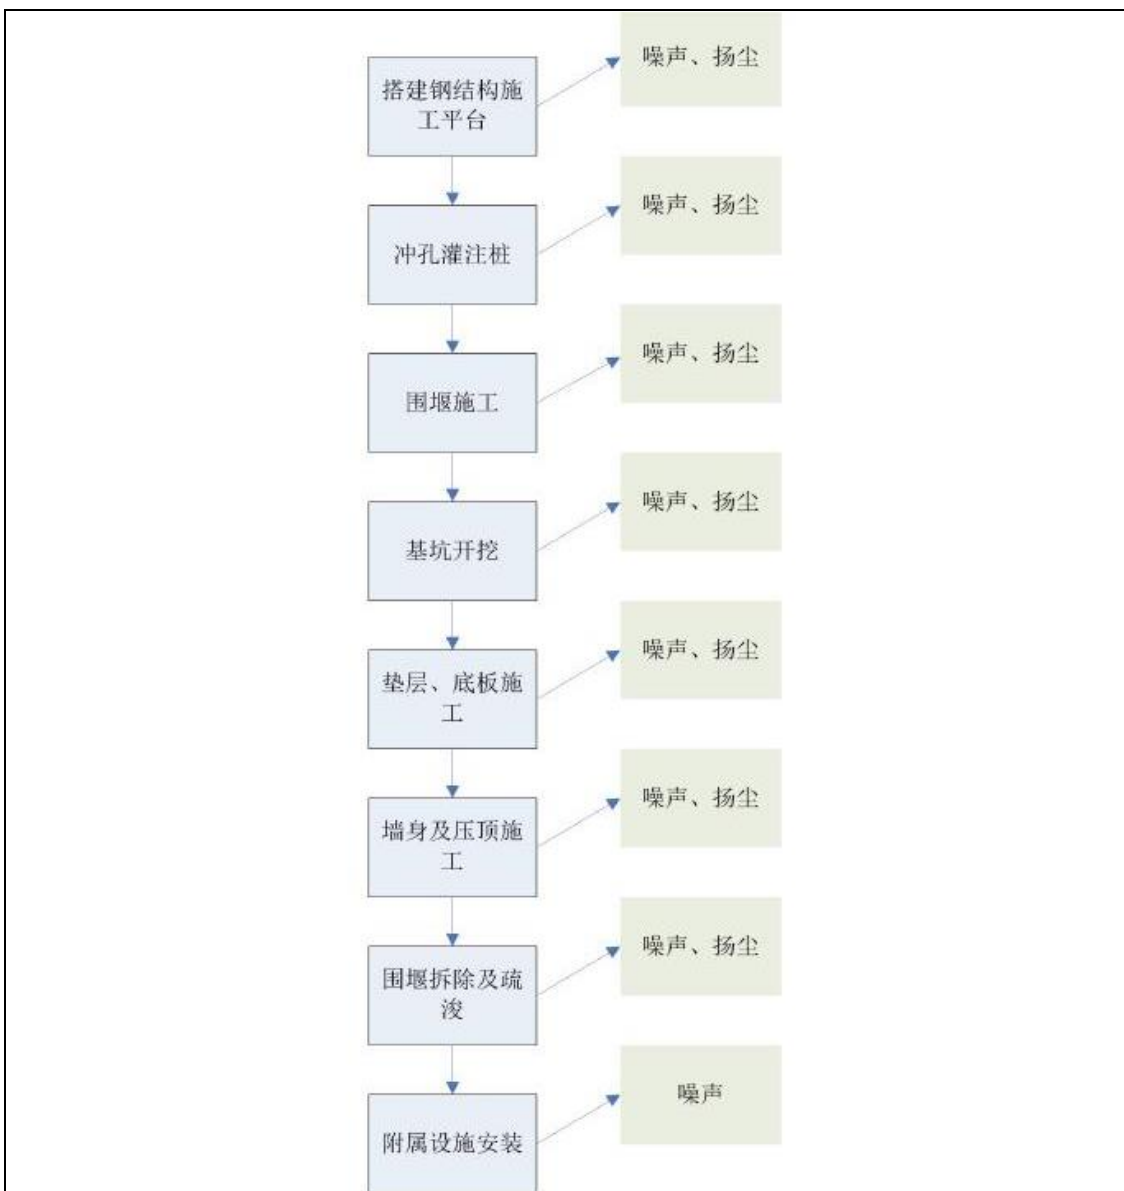 噪声、扬尘
搭建钢结构施
工平台
噪声、扬尘
冲孔灌注桩
噪声、扬尘
围堰施工
噪声、扬尘
基坑开挖
噪声、扬尘
垫层、底板施
工
噪声、扬尘
墙身及压顶施
工
噪声、扬尘
围堰拆除及疏
浚
噪声
附属设施安装